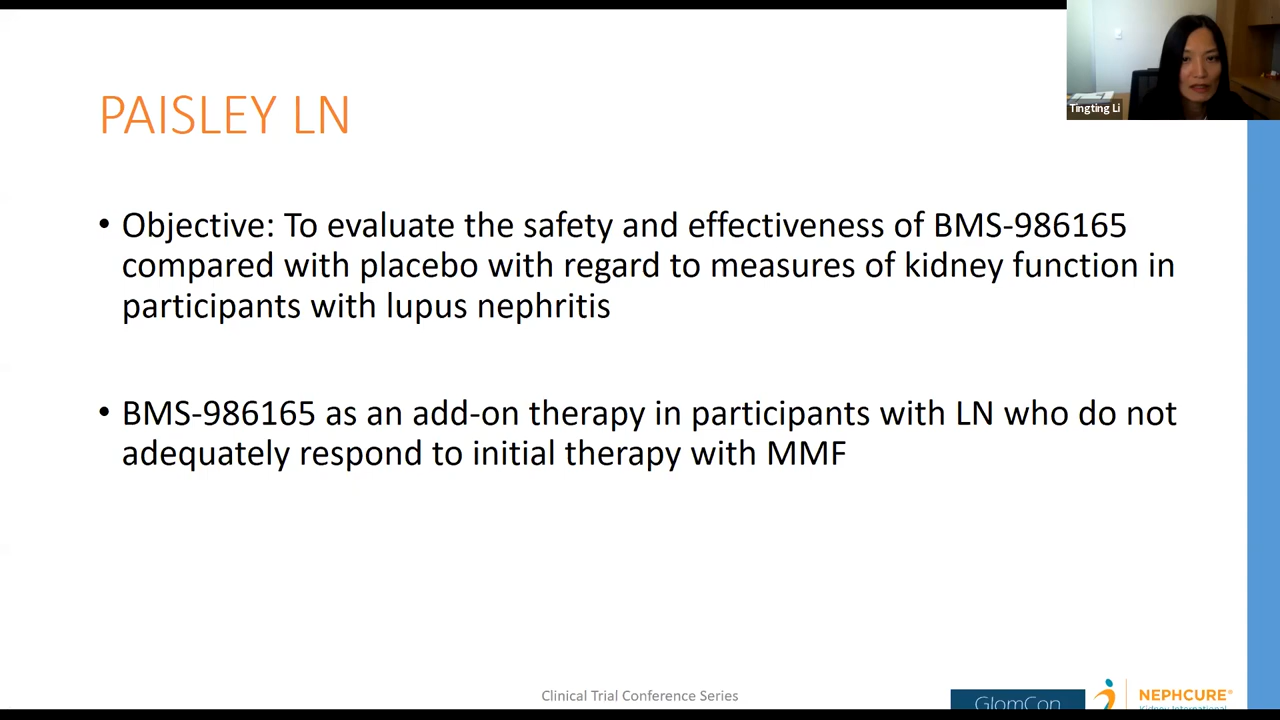 Tingting Li
PAISLEY LN
• Objective: To evaluate the safety and effectiveness of BMS-986165
compared with placebo with regard to measures of kidney function in
participants with lupus nephritis
• BMS-986165 as an add-on therapy in participants with LN who do not
adequately respond to initial therapy with MMF
Clinical Trial Conference Series
GlomCon
NEPHCURE®
Kidney International